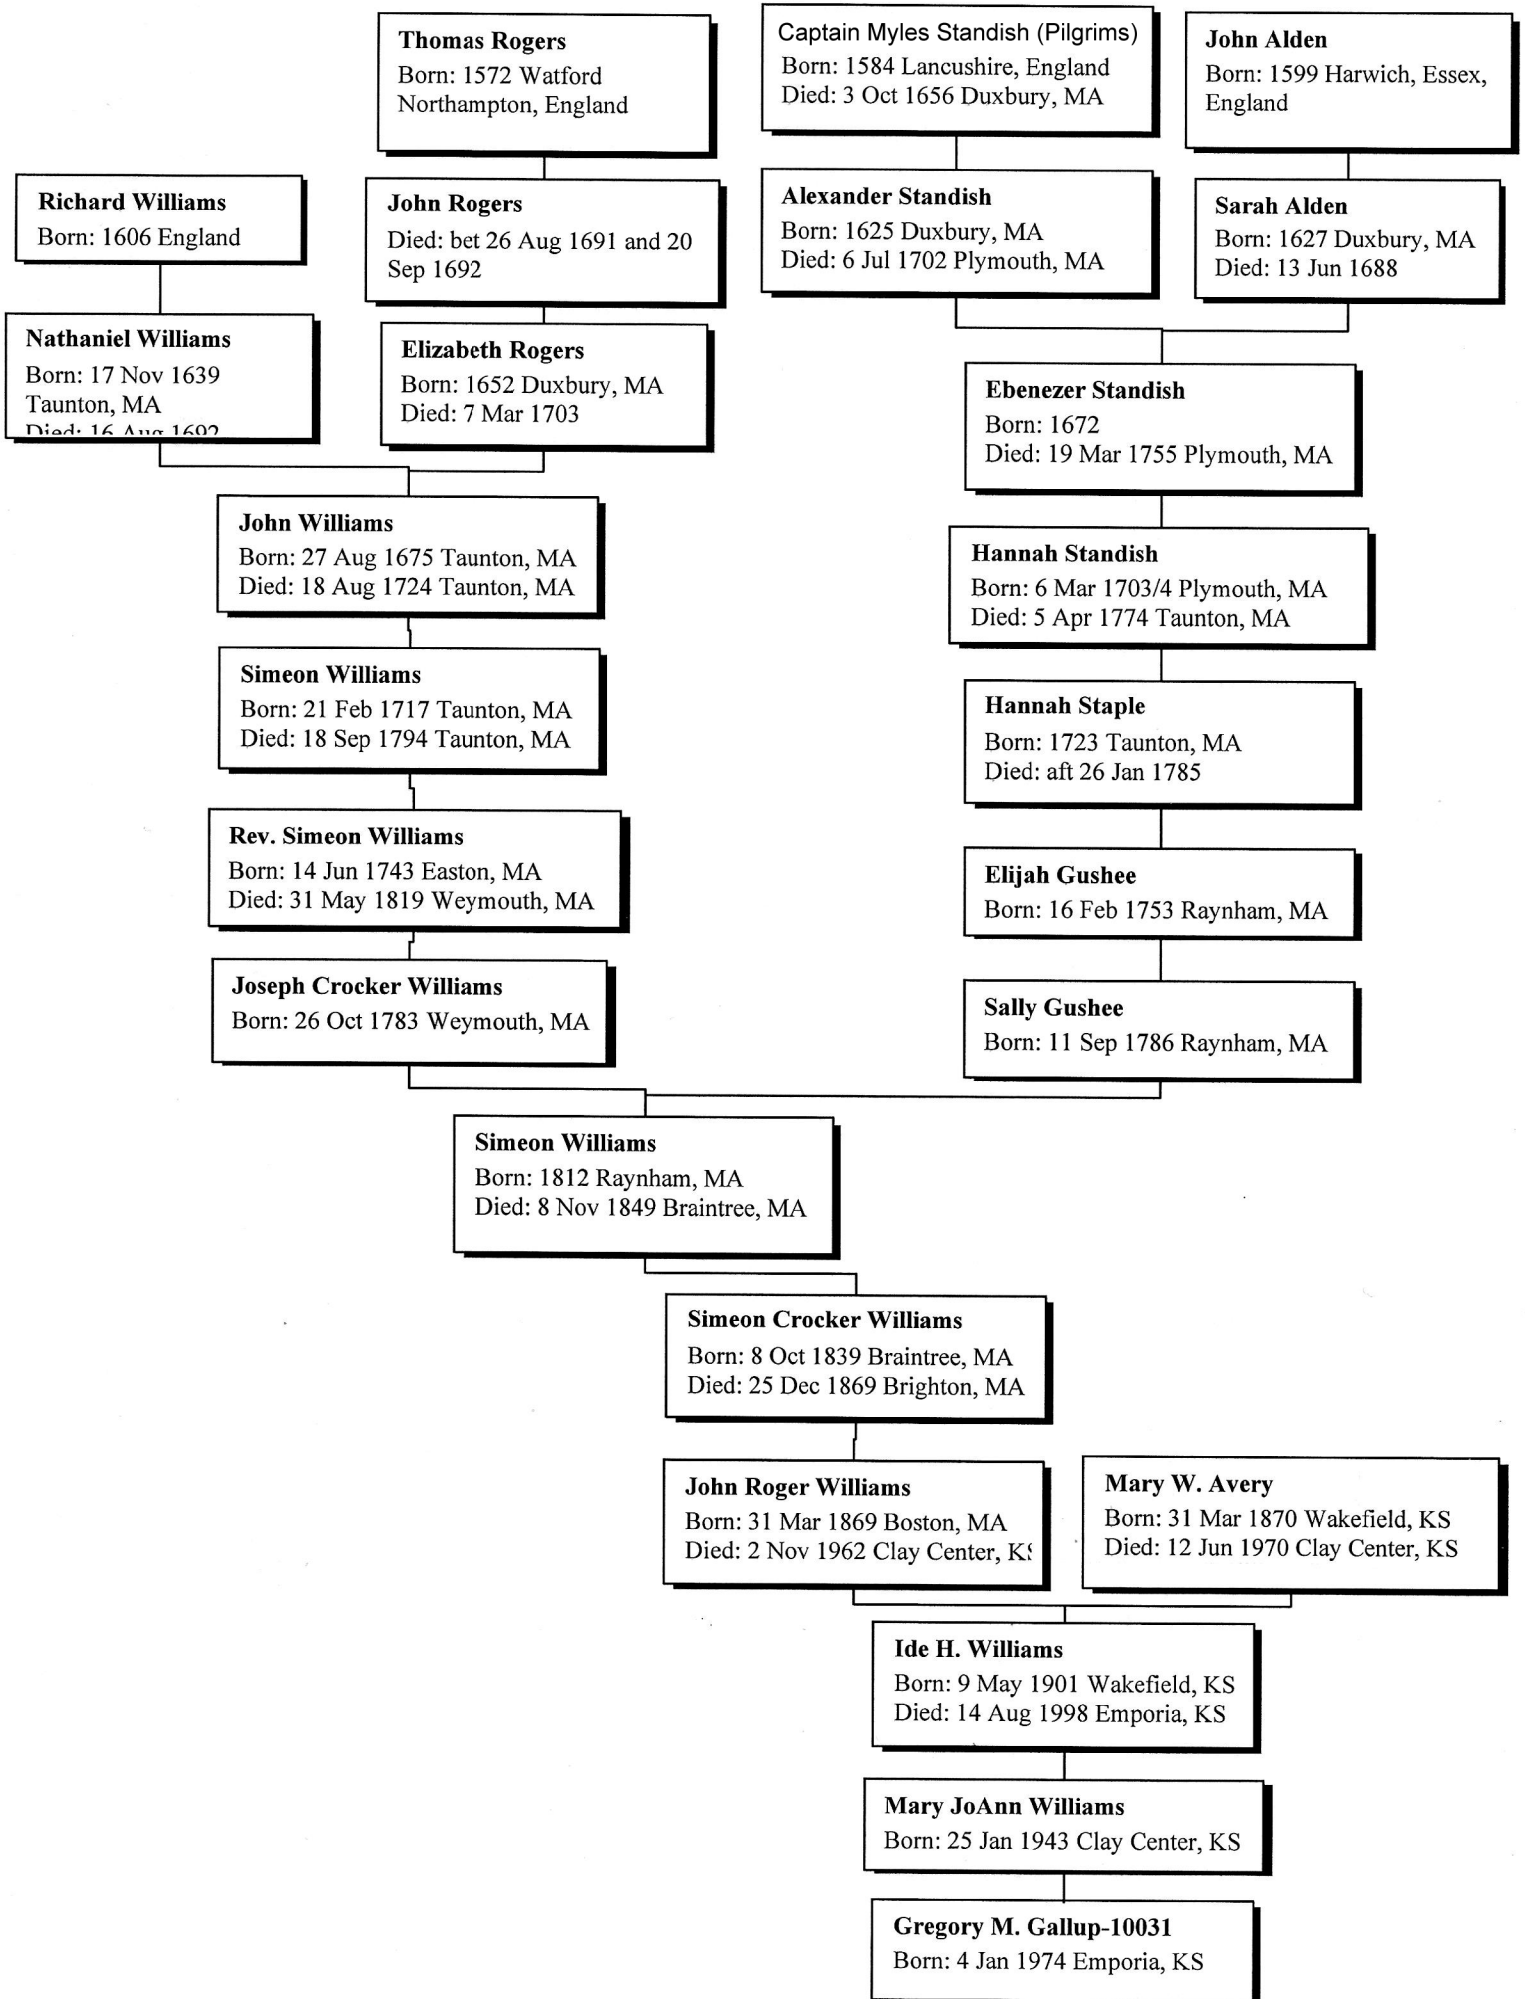 Thomas Rogers
Born: 1572 Watford
Northampton, England
Captain Myles Standish (Pilgrims)
Born: 1584 Lancushire, England
Died: 3 Oct 1656 Duxbury, MA
John Alden
Born: 1599 Harwich, Essex,
England
Richard Williams
Born: 1606 England
John Rogers
Died: bet 26 Aug 1691 and 20
Sep 1692
Alexander Standish
Born: 1625 Duxbury, MA
Died: 6 Jul 1702 Plymouth, MA
Sarah Alden
Born: 1627 Duxbury, MA
Died: 13 Jun 1688
Nathaniel Williams
Born: 17 Nov 1639
Taunton, MA
Died: 16 Aug 1692
Elizabeth Rogers
Born: 1652 Duxbury, MA
Died: 7 Mar 1703
Ebenezer Standish
Born: 1672
Died: 19 Mar 1755 Plymouth, MA
John Williams
Born: 27 Aug 1675 Taunton, MA
Died: 18 Aug 1724 Taunton, MA
Hannah Standish
Born: 6 Mar 1703/4 Plymouth, MA
Died: 5 Apr 1774 Taunton, MA
Simeon Williams
Born: 21 Feb 1717 Taunton, MA
Died: 18 Sep 1794 Taunton, MA
Hannah Staple
Born: 1723 Taunton, MA
Died: aft 26 Jan 1785
Rev. Simeon Williams
Born: 14 Jun 1743 Easton, MA
Died: 31 May 1819 Weymouth, MA
Elijah Gushee
Born: 16 Feb 1753 Raynham, MA
Joseph Crocker Williams
Born: 26 Oct 1783 Weymouth, MA
Sally Gushee
Born: 11 Sep 1786 Raynham, MA
Simeon Williams
Born: 1812 Raynham, MA
Died: 8 Nov 1849 Braintree, MA
Simeon Crocker Williams
Born: 8 Oct 1839 Braintree, MA
Died: 25 Dec 1869 Brighton, MA
John Roger Williams
Born: 31 Mar 1869 Boston, MA
Died: 2 Nov 1962 Clay Center, KS
Mary W. Avery
Born: 31 Mar 1870 Wakefield, KS
Died: 12 Jun 1970 Clay Center, KS
Ide H. Williams
Born: 9 May 1901 Wakefield, KS
Died: 14 Aug 1998 Emporia, KS
Mary JoAnn Williams
Born: 25 Jan 1943 Clay Center, KS
Gregory M. Gallup-10031
Born: 4 Jan 1974 Emporia, KS